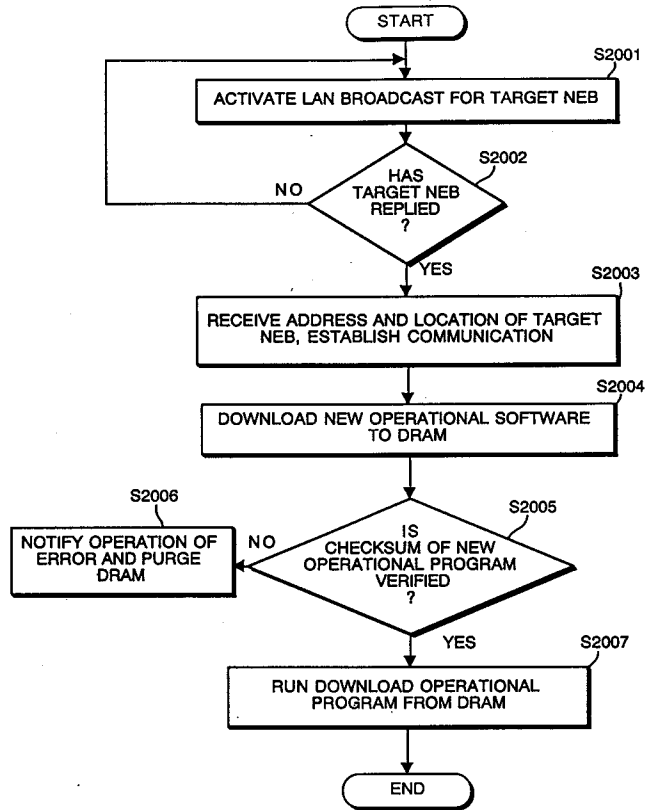 START
S2001
ACTIVATE LAN BROADCAST FOR TARGET NEB
S2002
HAS
TARGET NEB
REPLIED
?
NO
YES
S2003
RECEIVE ADDRESS AND LOCATION OF TARGET
NEB, ESTABLISH COMMUNICATION
S2004
DOWNLOAD NEW OPERATIONAL SOFTWARE
TO DRAM
S2005
IS
CHECKSUM OF NEW
OPERATIONAL PROGRAM
VERIFIED
?
NO
S2006
NOTIFY OPERATION OF
ERROR AND PURGE
DRAM
YES
S2007
RUN DOWNLOAD OPERATIONAL
PROGRAM FROM DRAM
END